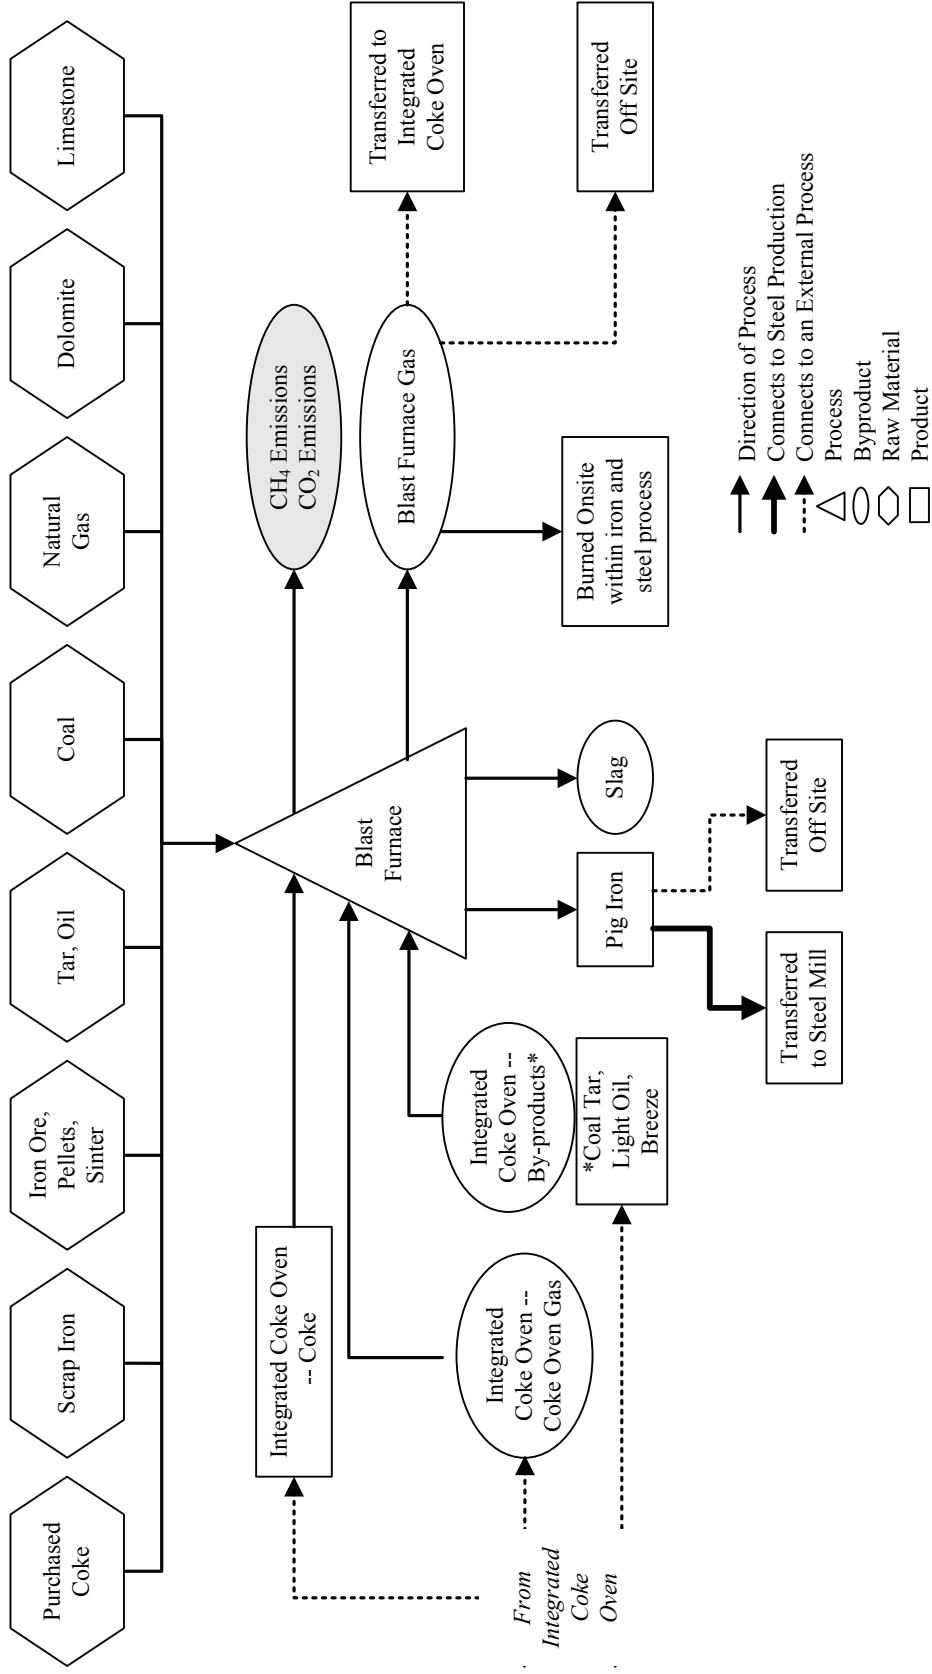 Purchased
Coke
Scrap Iron
Iron Ore,
Pellets,
Sinter
Tar, Oil
Coal
Natural
Gas
Dolomite
Limestone
Integrated Coke Oven
-- Coke
CH₄ Emissions
CO₂ Emissions
Blast
Furnace
Blast Furnace Gas
Transferred to
Integrated
Coke Oven
From
Integrated
Coke
Oven
Integrated
Coke Oven --
Coke Oven Gas
Integrated
Coke Oven --
By-products*
*Coal Tar,
Light Oil,
Breeze
Pig Iron
Slag
Burned Onsite
within iron and
steel process
Transferred
Off Site
Transferred
to Steel Mill
Transferred
Off Site
Direction of Process
Connects to Steel Production
Connects to an External Process
Process
Byproduct
Raw Material
Product